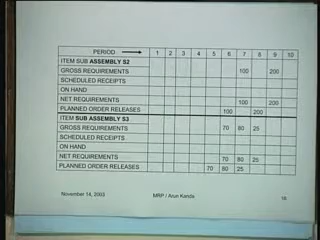 PERIOD 1 2 3 4 5 6 7 8 9 10
ITEM SUB ASSEMBLY S2
GROSS REQUIREMENTS 100 200
SCHEDULED RECEIPTS
ON HAND
NET REQUIREMENTS 100 200
PLANNED ORDER RELEASES 100 200
ITEM SUB ASSEMBLY S3
GROSS REQUIREMENTS 70 80 25
SCHEDULED RECEIPTS
ON HAND
NET REQUIREMENTS 70 80 25
PLANNED ORDER RELEASES 70 80 25
November 14, 2003 MRP / Arun Kanda 16